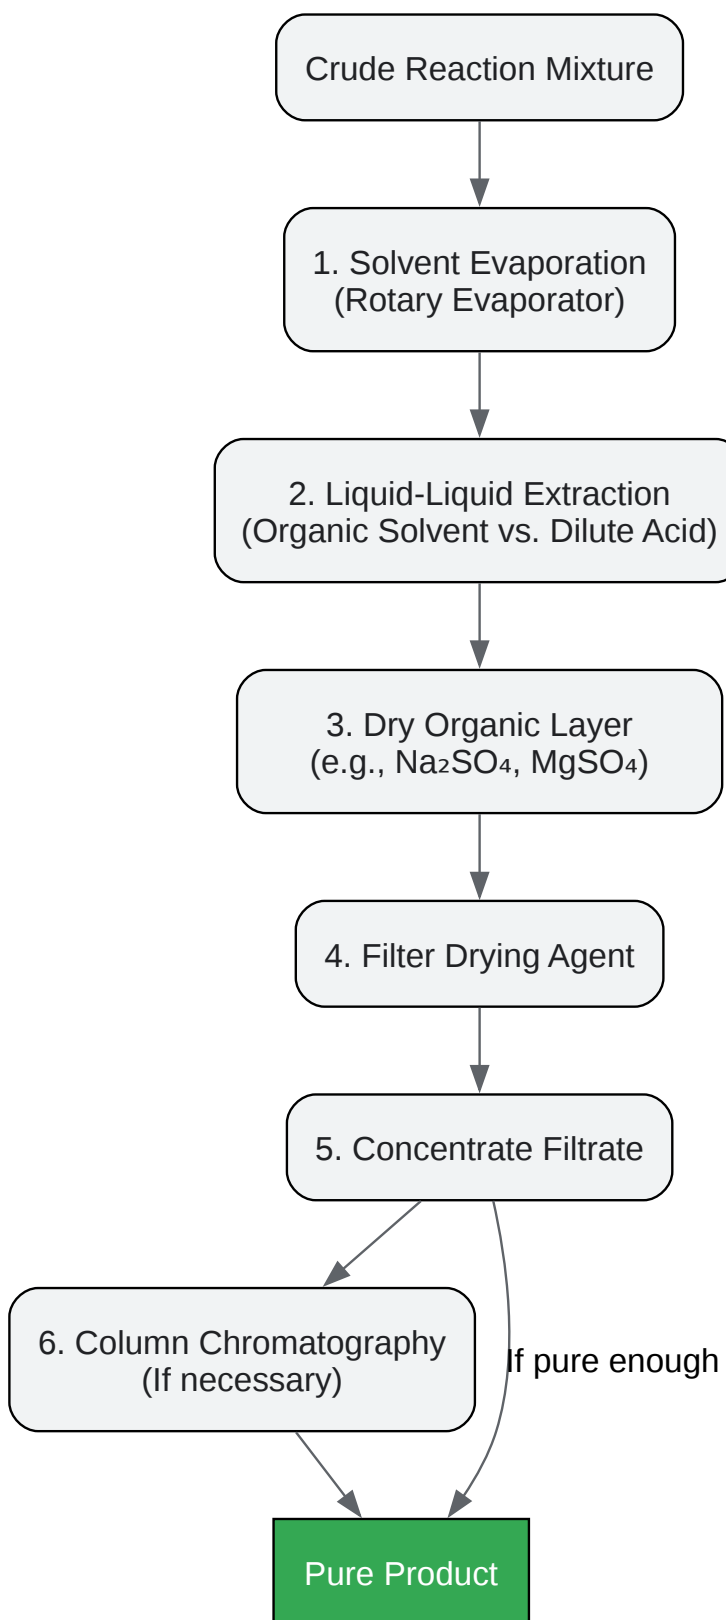 Crude Reaction Mixture
1. Solvent Evaporation
(Rotary Evaporator)
2. Liquid-Liquid Extraction
(Organic Solvent vs. Dilute Acid)
3. Dry Organic Layer
(e.g., Na₂SO₄, MgSO₄)
4. Filter Drying Agent
5. Concentrate Filtrate
6. Column Chromatography
(If necessary)
If pure enough
Pure Product